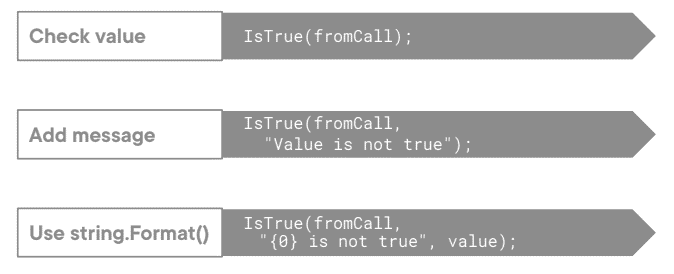 Check value
IsTrue(fromCall);
Add message
IsTrue(fromCall,
"Value is not true");
Use string.Format()
IsTrue(fromCall,
"{0} is not true", value);